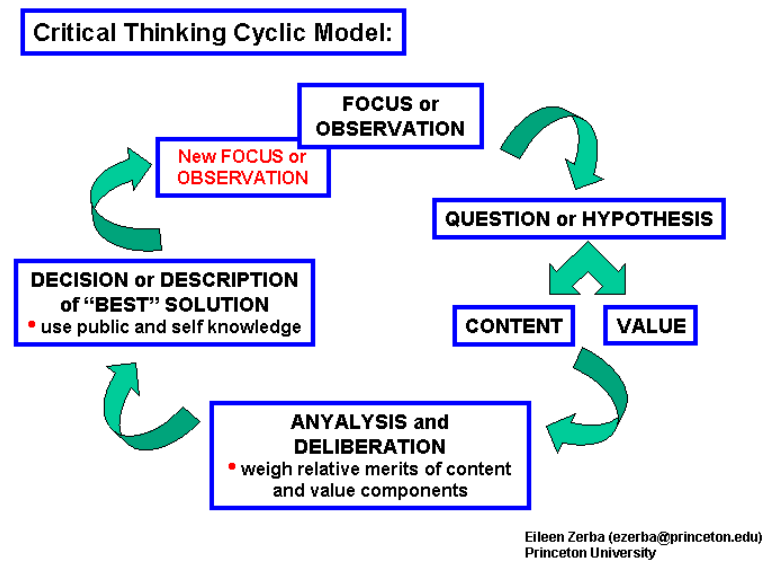 Critical Thinking Cyclic Model:
FOCUS or
OBSERVATION
New FOCUS or
OBSERVATION
QUESTION or HYPOTHESIS
CONTENT
VALUE
ANYALYSIS and
DELIBERATION
• weigh relative merits of content
and value components
DECISION or DESCRIPTION
of “BEST” SOLUTION
• use public and self knowledge
Eileen Zerba (ezerba@princeton.edu)
Princeton University